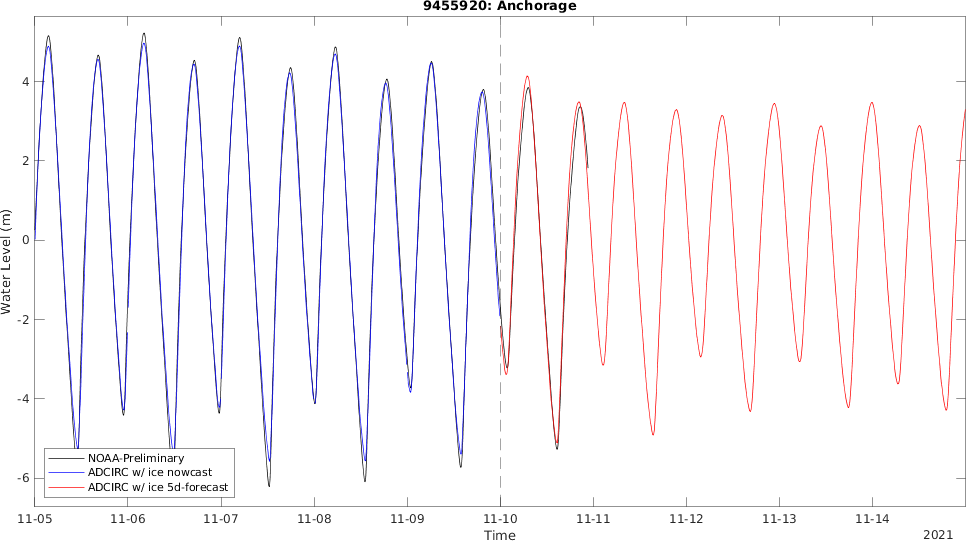 9455920: Anchorage
Water Level (m)
4
2
0
-2
-4
-6
NOAA-Preliminary
ADCIRC w/ ice nowcast
ADCIRC w/ ice 5d-forecast
11-05
11-06
11-07
11-08
11-09
11-10
11-11
11-12
11-13
11-14
Time
2021